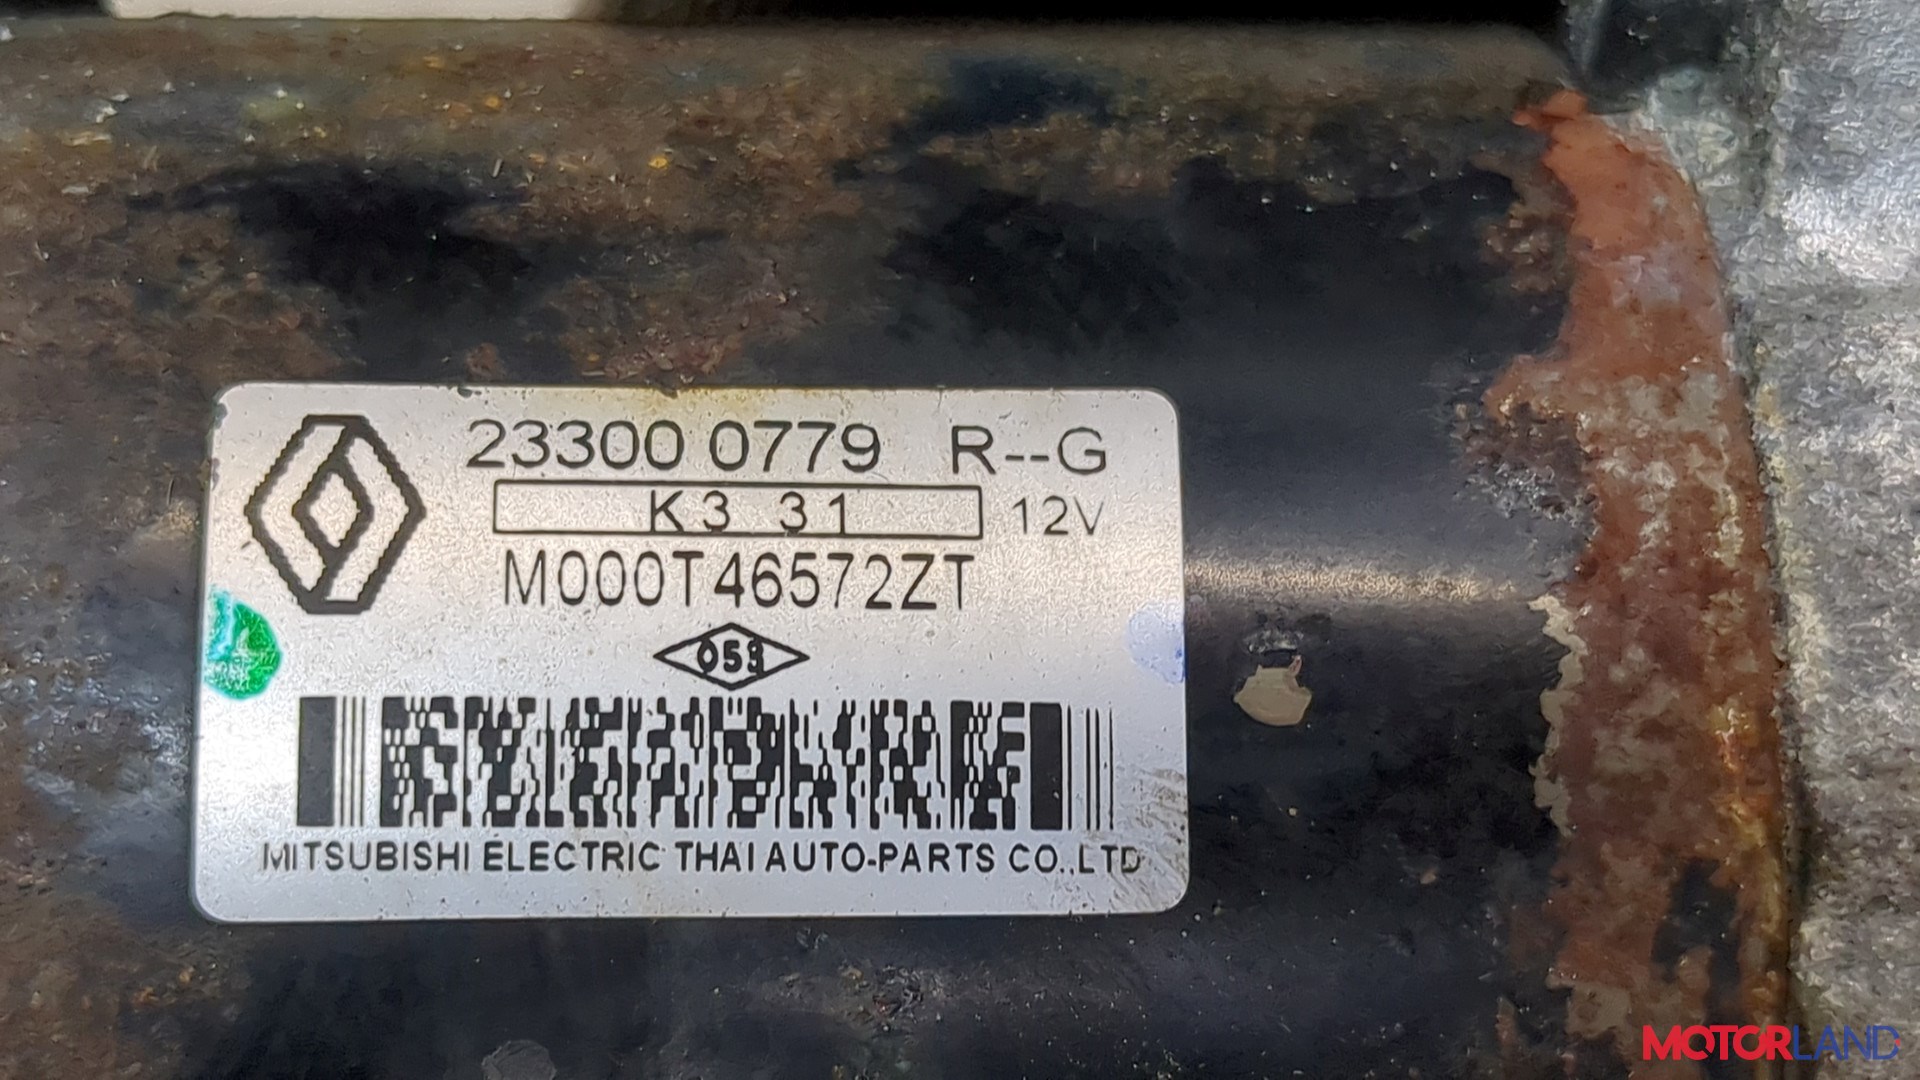 23300 0779 R--G
K3 31 12V
M000T46572ZT
MITSUBISHI ELECTRIC THAI AUTO-PARTS CO.,LTD
MOTORLAND